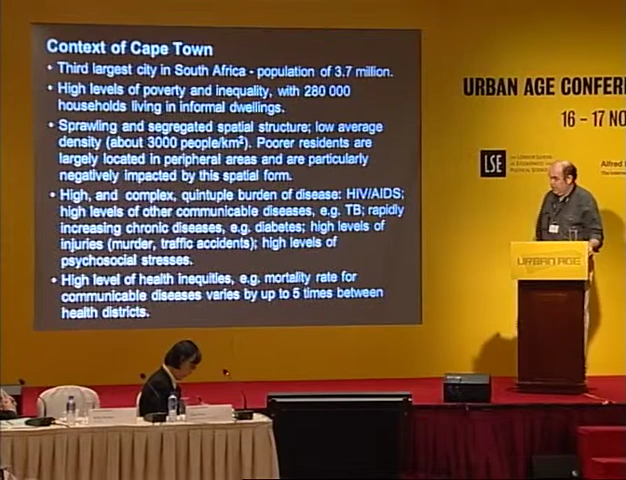 Context of Cape Town
• Third largest city in South Africa - population of 3.7 million.
• High levels of poverty and inequality, with 280 000
households living in informal dwellings.
• Sprawling and segregated spatial structure; low average
density (about 3000 people/km²). Poorer residents are
largely located in peripheral areas and are particularly
negatively impacted by this spatial form.
• High, and complex, quintuple burden of disease: HIV/AIDS;
high levels of other communicable diseases, e.g. TB; rapidly
increasing chronic diseases, e.g. diabetes; high levels of
injuries (murder, traffic accidents); high levels of
psychosocial stresses.
• High level of health inequities, e.g. mortality rate for
communicable diseases varies by up to 5 times between
health districts.
URBAN AGE CONFER
16 – 17 NO
LSE
Alfred
URBAN AGE